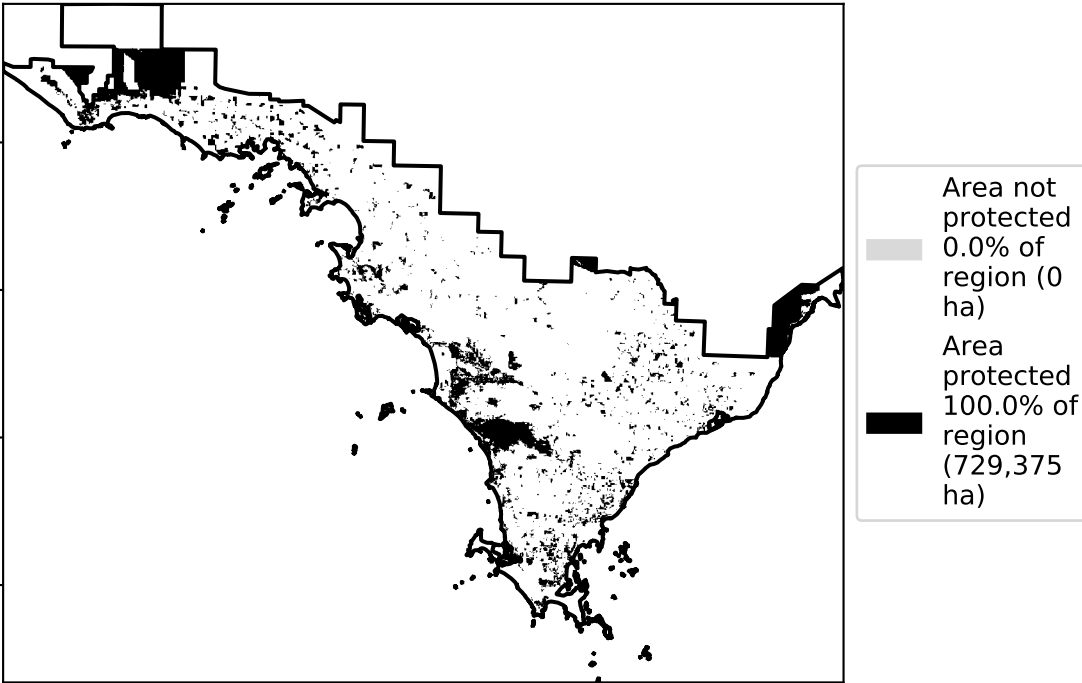 Area not
protected
0.0% of
region (0
ha)
Area
protected
100.0% of
region
(729,375
ha)